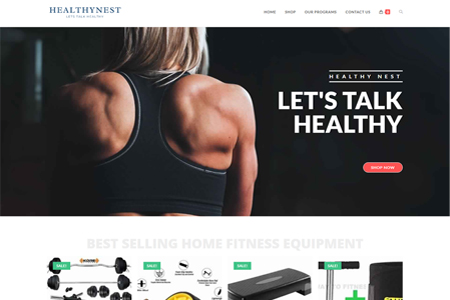 HEALTHYNEST
LETS TALK HEALTHY
HOME SHOP OUR PROGRAMS CONTACT US
HEALTHY NEST
LET'S TALK
HEALTHY
SHOP NOW
BEST SELLING HOME FITNESS EQUIPMENT
SALE! SALE! SALE! SALE!